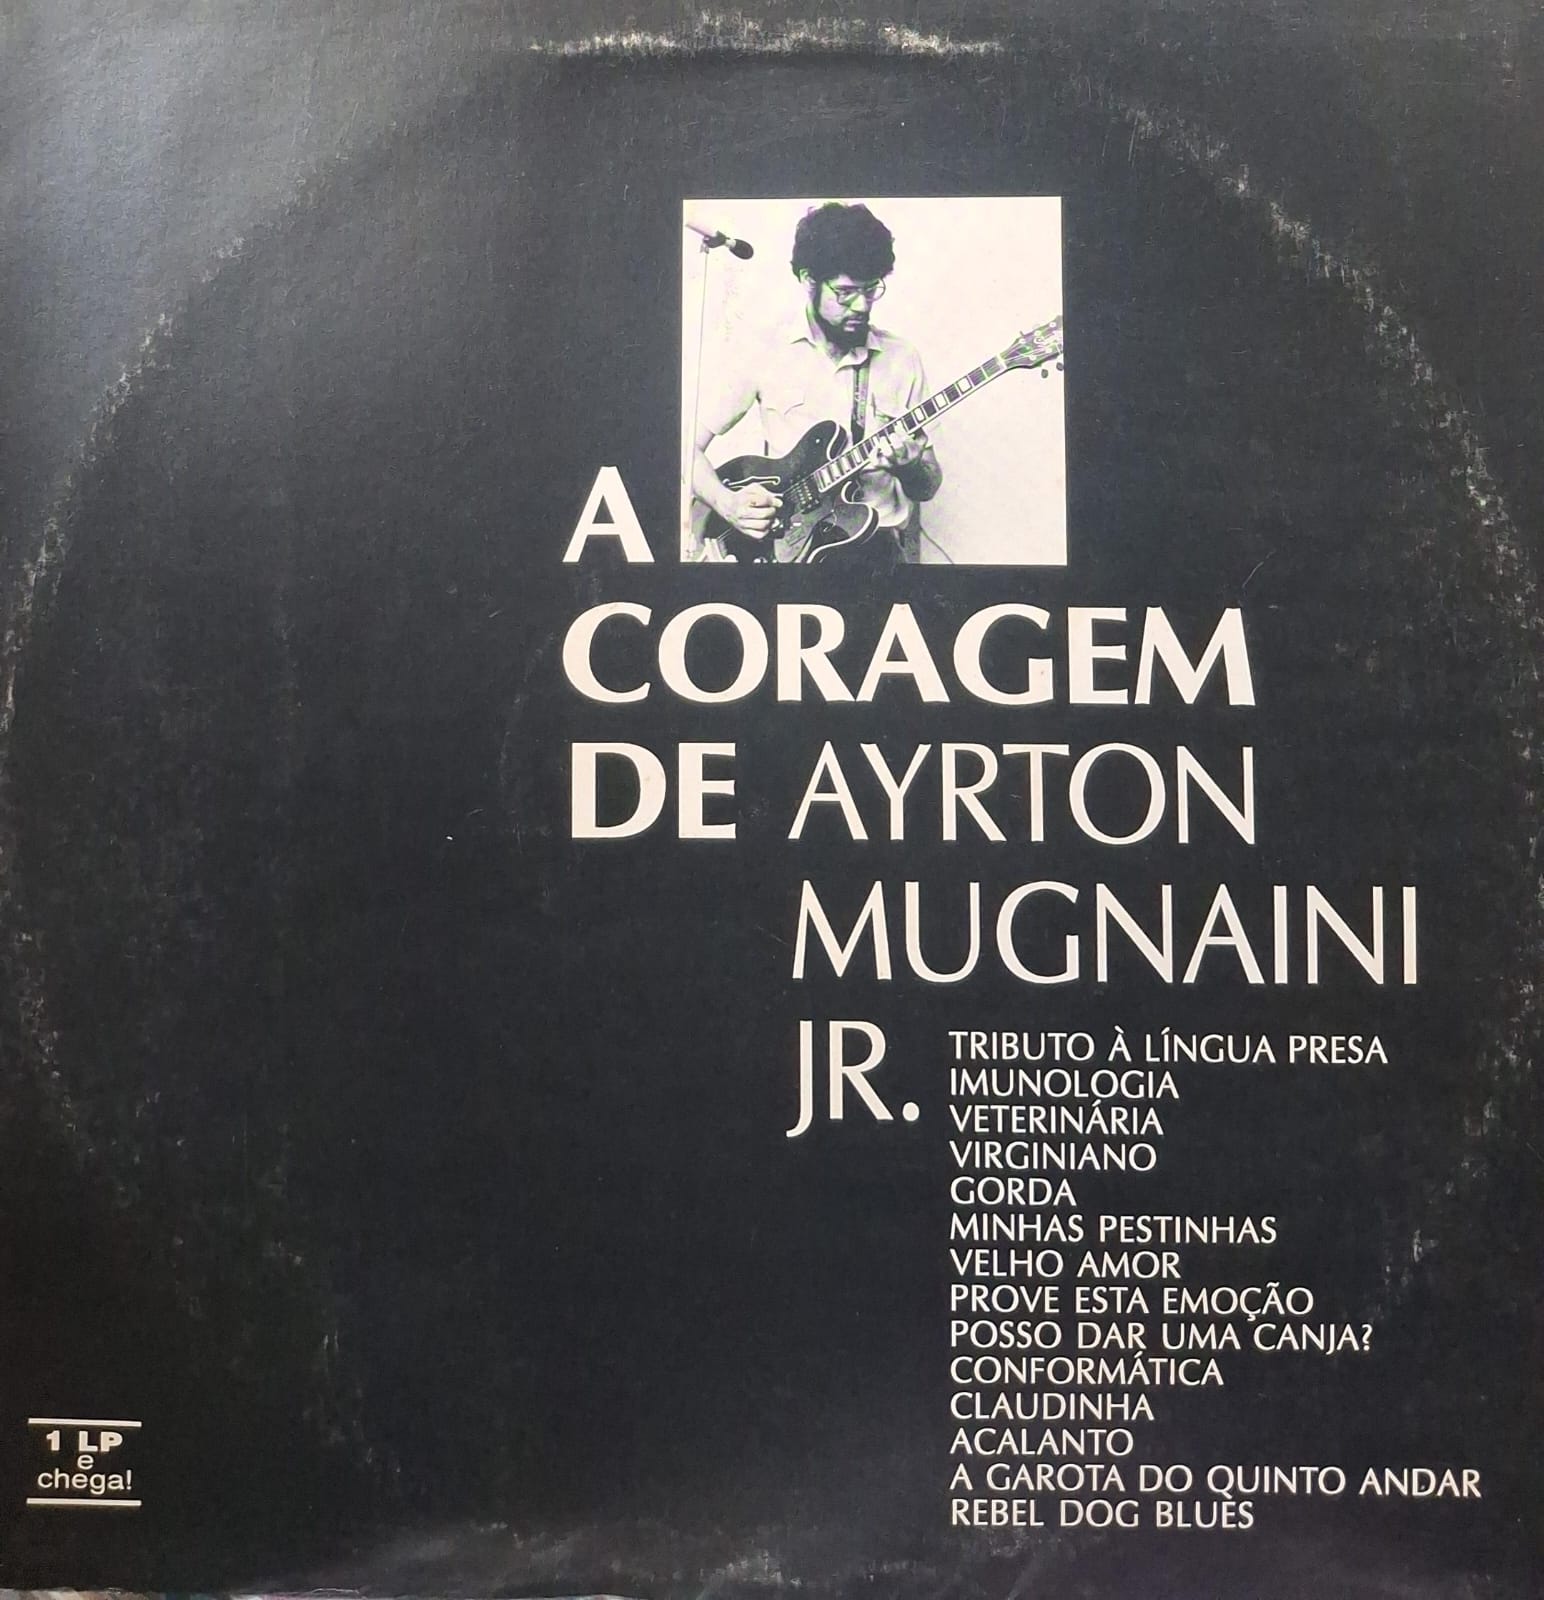 A
CORAGEM
DE AYRTON
MUGNAINI
JR.
TRIBUTO À LÍNGUA PRESA
IMUNOLOGIA
VETERINÁRIA
VIRGINIANO
GORDA
MINHAS PESTINHAS
VELHO AMOR
PROVE ESTA EMOÇÃO
POSSO DAR UMA CANJA?
CONFORMÁTICA
CLAUDINHA
ACALANTO
A GAROTA DO QUINTO ANDAR
REBEL DOG BLUES
1 LP
e
chega!